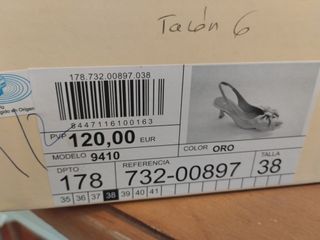 Talón 6
178.732.00897.038
8447116100163
PVP 120,00 EUR
MODELO 9410
COLOR ORO
DPTO REFERENCIA TALLA
178 732-00897 38
35 36 37 38 39 40 41